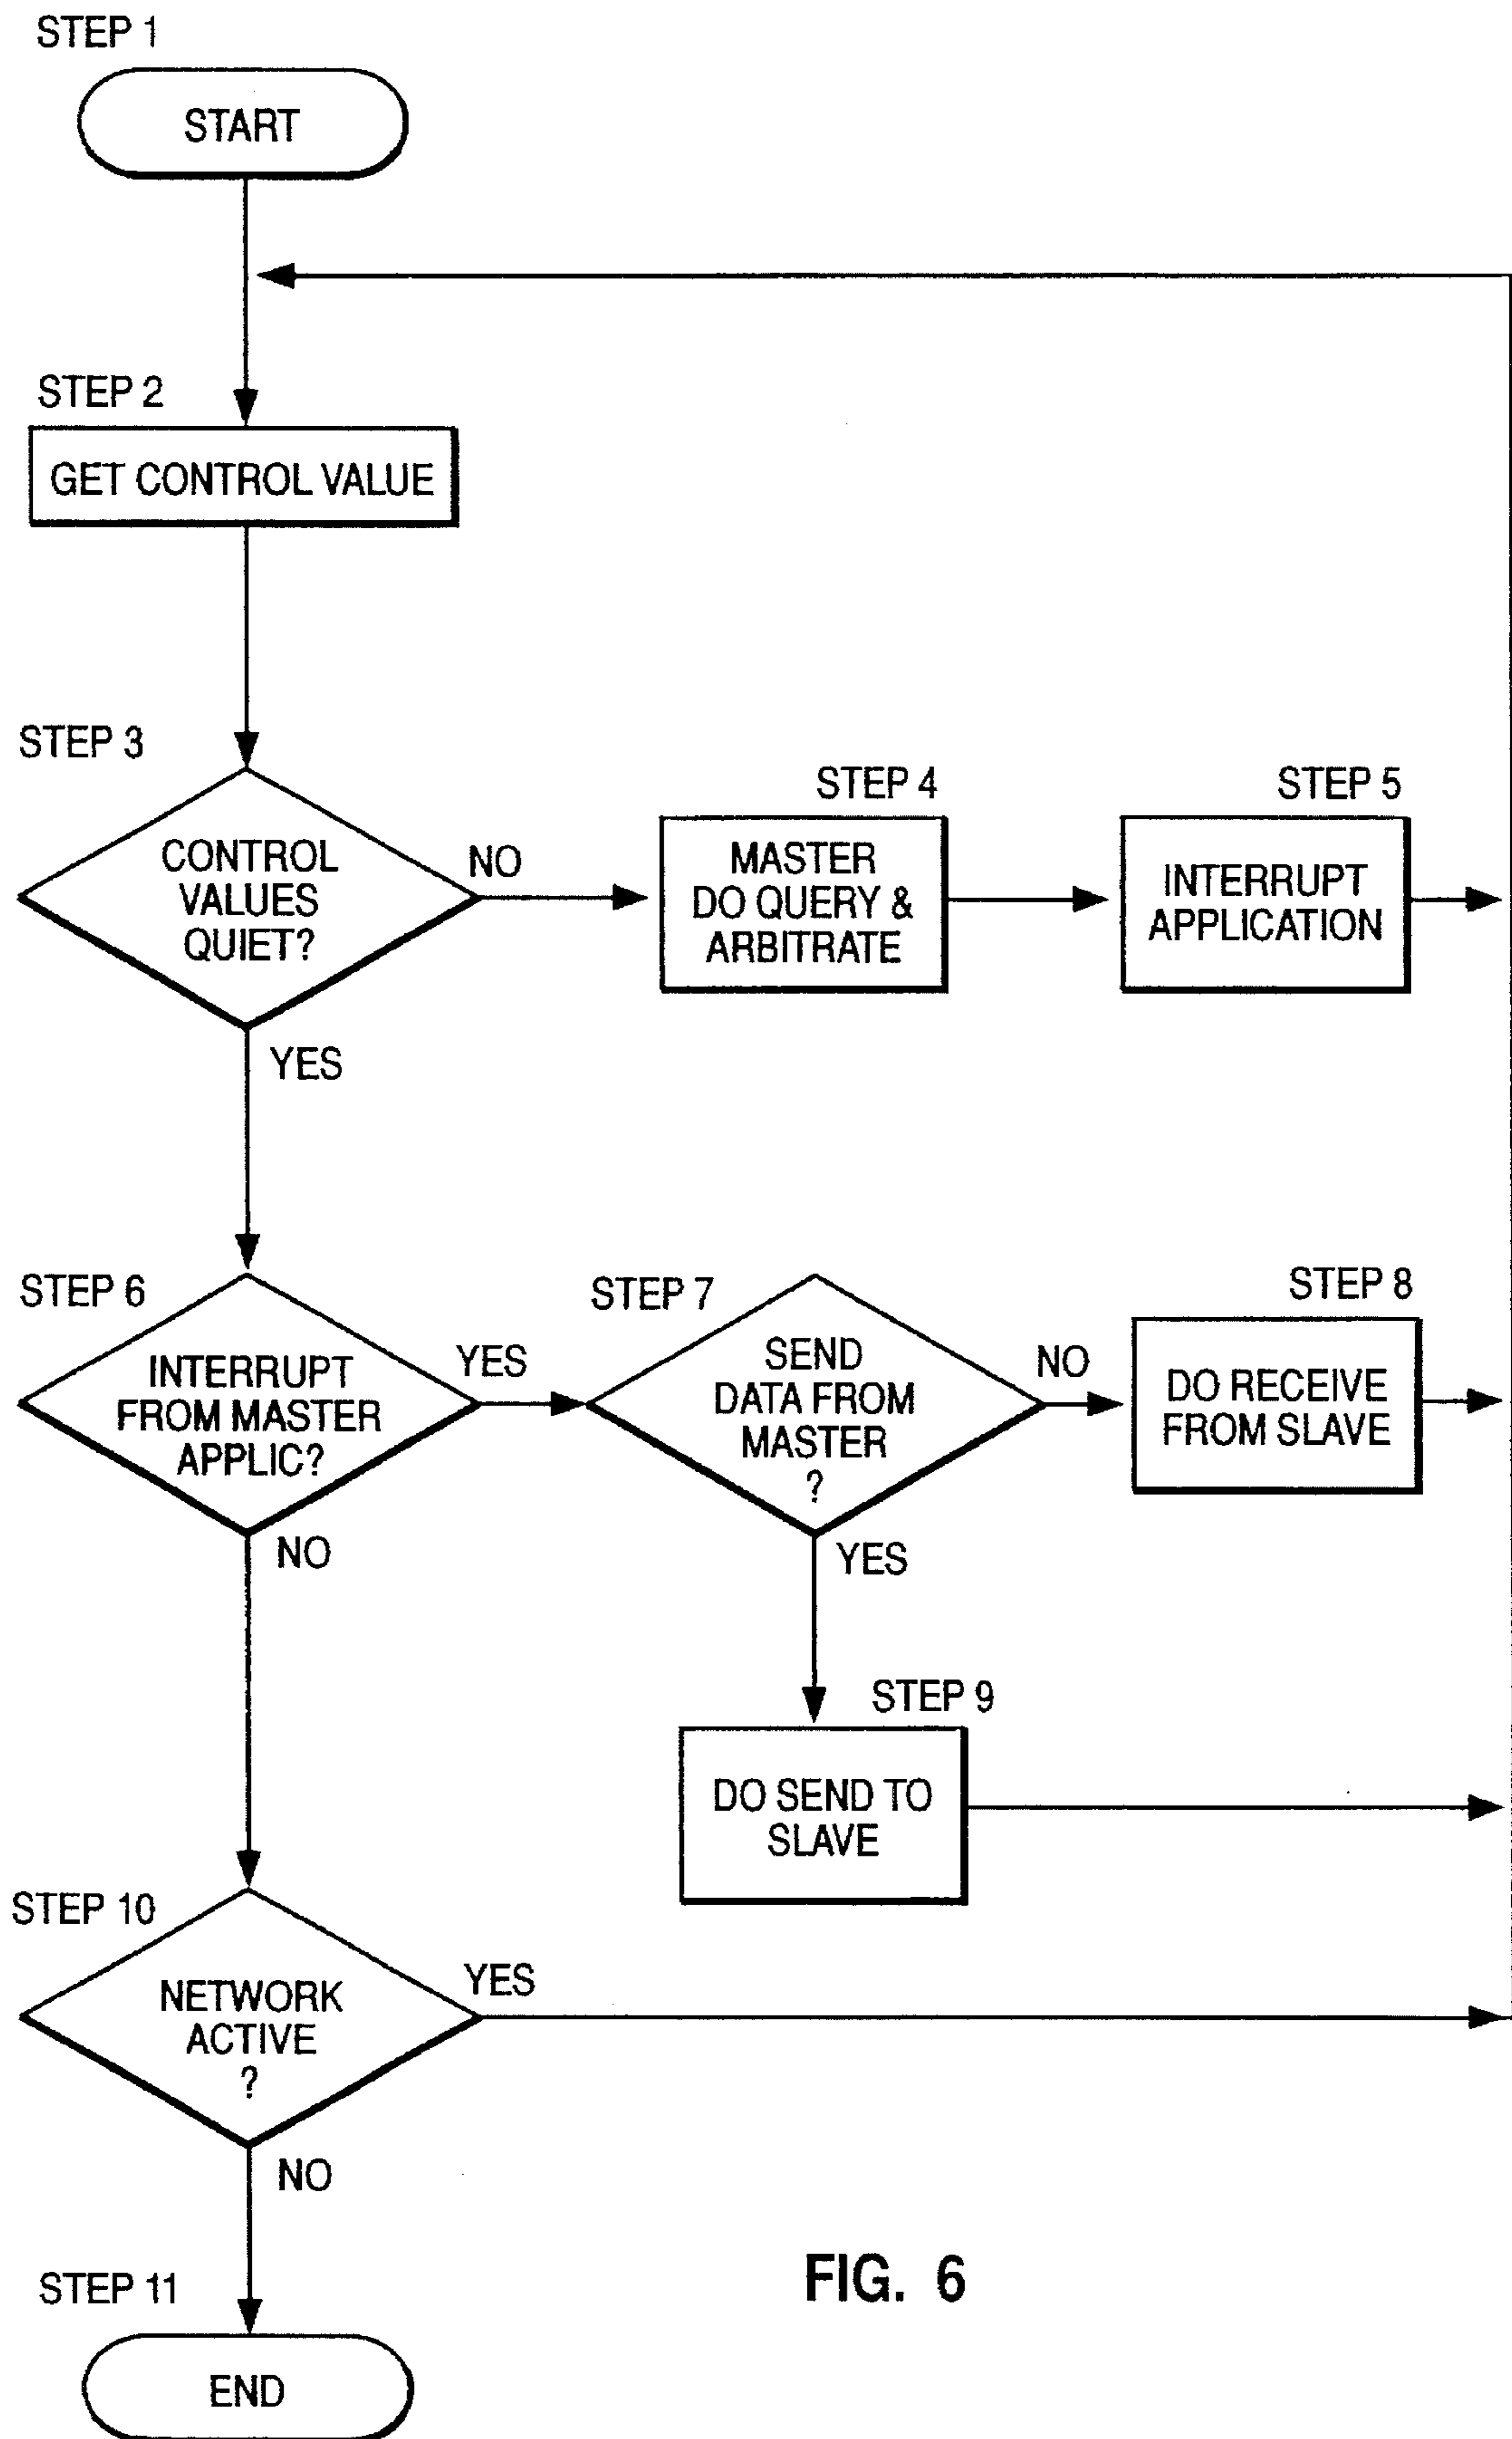 STEP 1
START
STEP 2
GET CONTROL VALUE
STEP 3
CONTROL
VALUES
QUIET?
NO
YES
STEP 4
MASTER
DO QUERY &
ARBITRATE
STEP 5
INTERRUPT
APPLICATION
STEP 6
INTERRUPT
FROM MASTER
APPLIC?
YES
NO
STEP 7
SEND
DATA FROM
MASTER
?
NO
YES
STEP 8
DO RECEIVE
FROM SLAVE
STEP 9
DO SEND TO
SLAVE
STEP 10
NETWORK
ACTIVE
?
YES
NO
STEP 11
END
FIG. 6